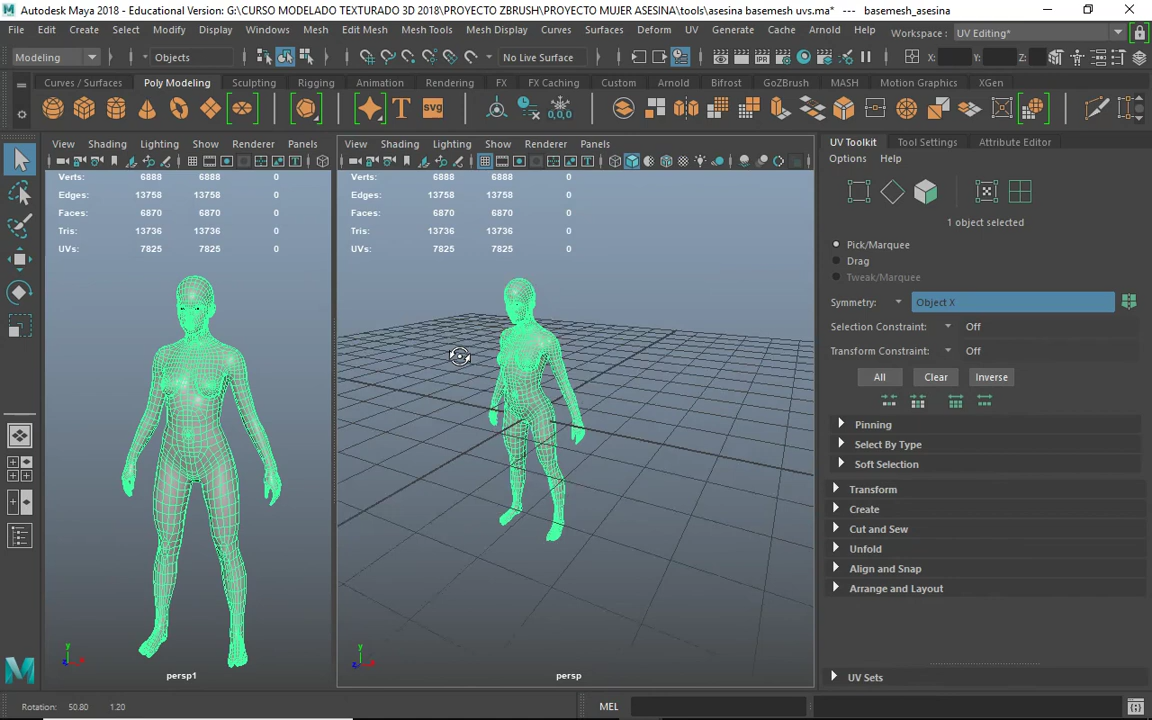 Autodesk Maya 2018 - Educational Version: G:\CURSO MODELADO TEXTURADO 3D 2018\PROYECTO ZBRUSH\PROYECTO MUJER ASESINA\tools\asesina basemesh uvs.ma* --- basemesh_asesina
File Edit Create Select Modify Display Windows Mesh Edit Mesh Mesh Tools Mesh Display Curves Surfaces Deform UV Generate Cache Arnold Help Workspace : UV Editing*
Modeling Objects No Live Surface X: Y: Z:
Curves / Surfaces Poly Modeling Sculpting Rigging Animation Rendering FX FX Caching Custom Arnold Bifrost GoZBrush MASH Motion Graphics XGen
T SVG 0,0,0
View Shading Lighting Show Renderer Panels
Verts: 6888 6888 0
Edges: 13758 13758 0
Faces: 6870 6870 0
Tris: 13736 13736 0
UVs: 7825 7825 0
y
z x
persp1
View Shading Lighting Show Renderer Panels
Verts: 6888 6888 0
Edges: 13758 13758 0
Faces: 6870 6870 0
Tris: 13736 13736 0
UVs: 7825 7825 0
y
z x
persp
UV Toolkit Tool Settings Attribute Editor
Options Help
1 object selected
Pick/Marquee
Drag
Tweak/Marquee
Symmetry: Object X
Selection Constraint: Off
Transform Constraint: Off
All Clear Inverse
Pinning
Select By Type
Soft Selection
Transform
Create
Cut and Sew
Unfold
Align and Snap
Arrange and Layout
UV Sets
Rotation: 50.80 1.20 MEL